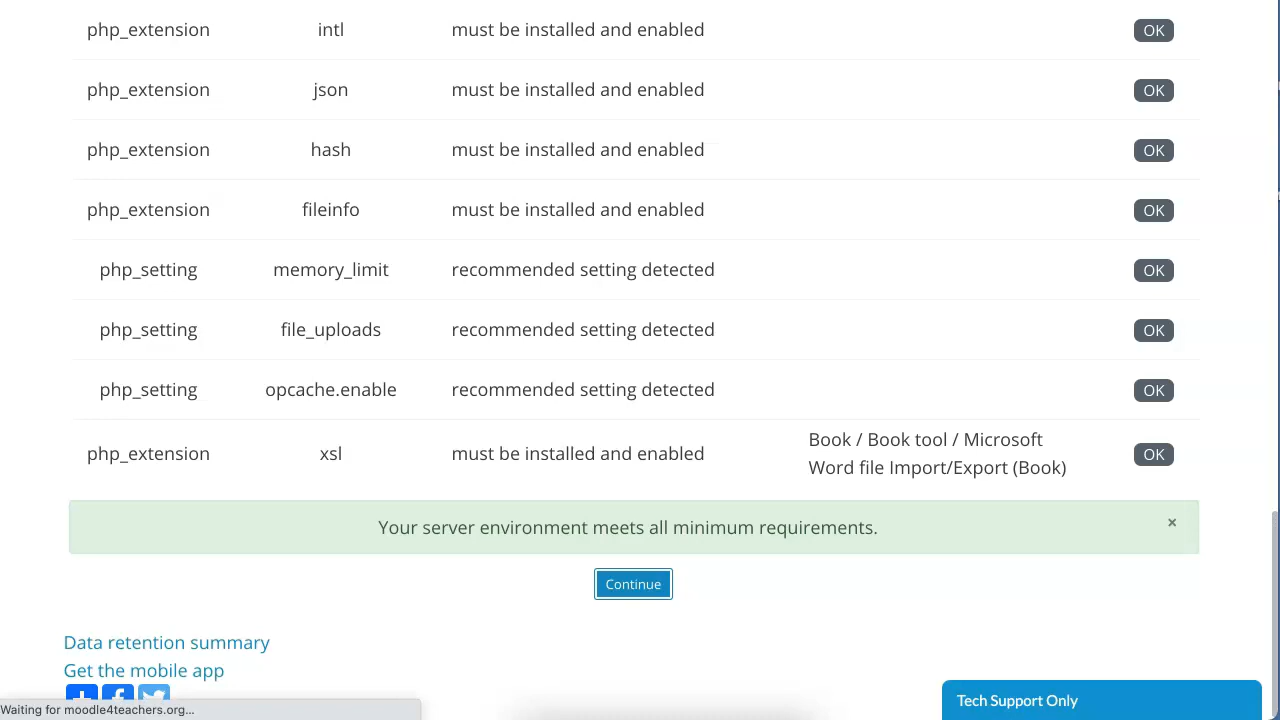 php_extension intl must be installed and enabled OK
php_extension json must be installed and enabled OK
php_extension hash must be installed and enabled OK
php_extension fileinfo must be installed and enabled OK
php_setting memory_limit recommended setting detected OK
php_setting file_uploads recommended setting detected OK
php_setting opcache.enable recommended setting detected OK
php_extension xsl must be installed and enabled Book / Book tool / Microsoft
Word file Import/Export (Book) OK
Your server environment meets all minimum requirements. ×
Continue
Data retention summary
Get the mobile app
Waiting for moodle4teachers.org...
Tech Support Only